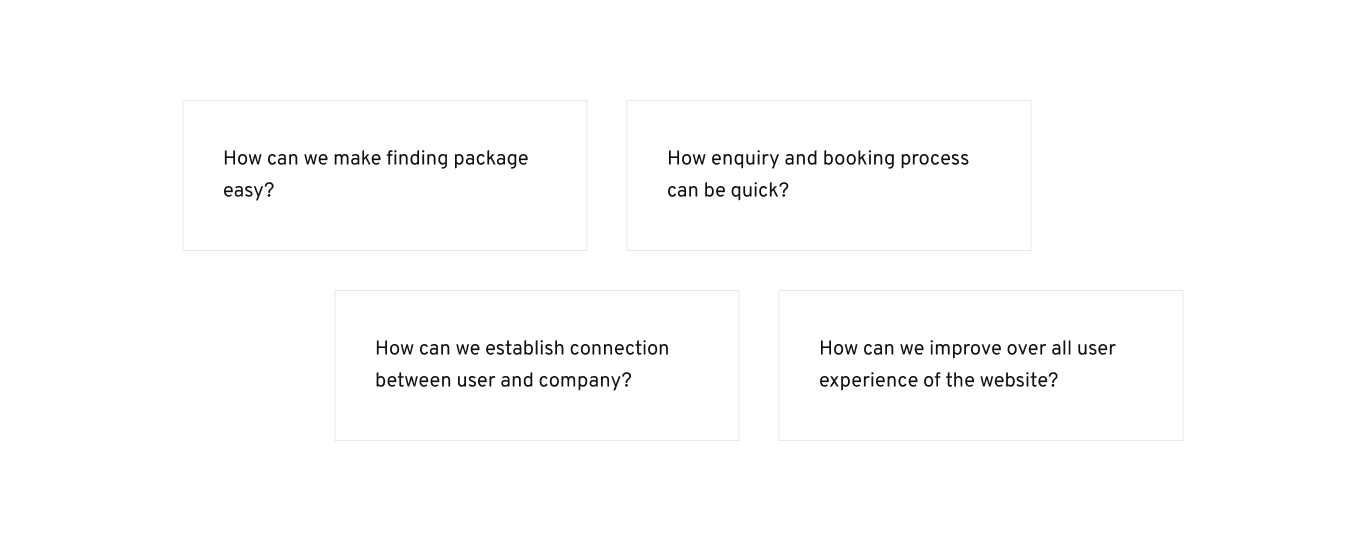 How can we make finding package
easy?
How enquiry and booking process
can be quick?
How can we establish connection
between user and company?
How can we improve over all user
experience of the website?